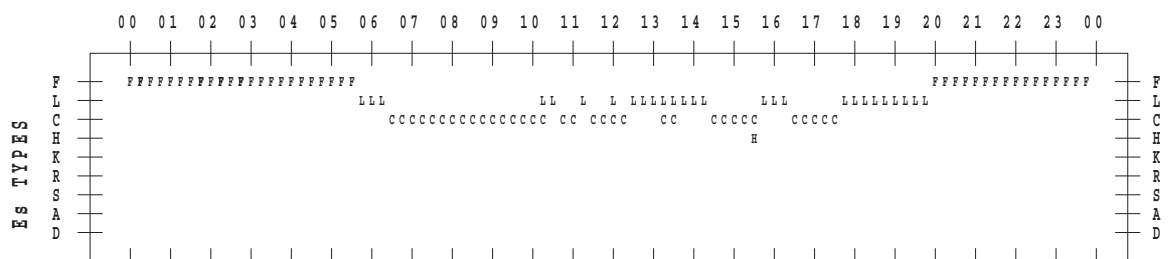 00 01 02 03 04 05 06 07 08 09 10 11 12 13 14 15 16 17 18 19 20 21 22 23 00
F FFFFFFFFFFFFFFFFFFFFFFF FFFFFFFFFFFFFFFF F
L LLL LL L L LLLLLLLL LLL LLLLLLLLL L
C CCCCCCCCCCCCCCCC CC CCCC CC CCCCC CCCCC C
H H H
K K
R R
S S
A A
D D
Es TYPES